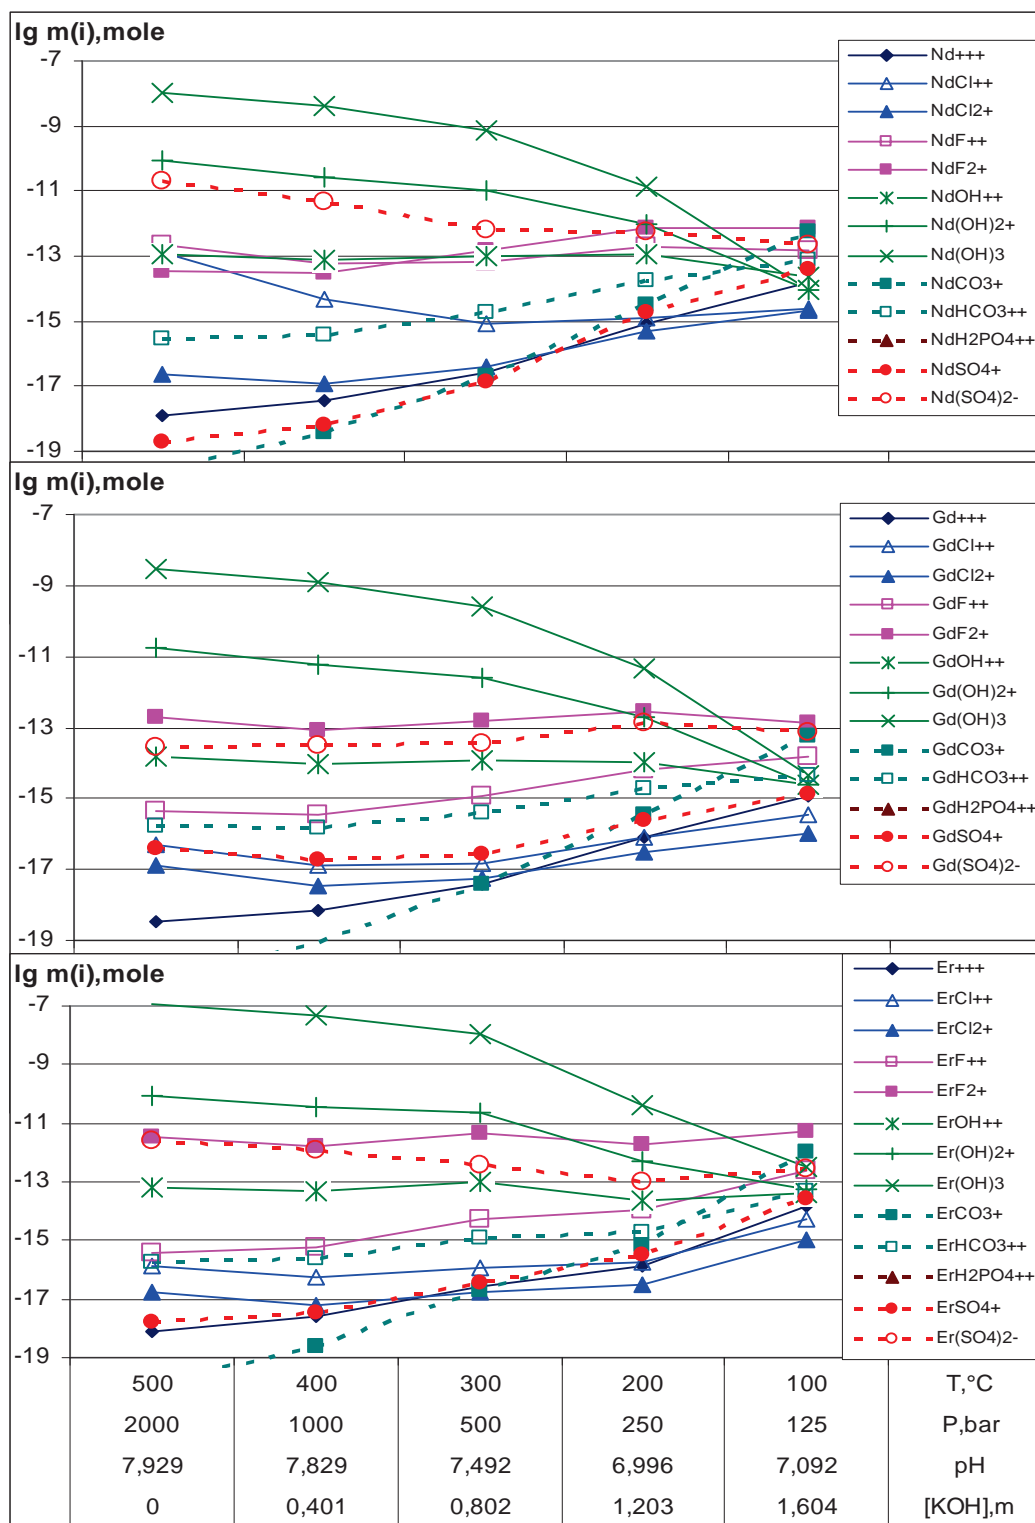 lg m(i),mole
-7
-9
-11
-13
-15
-17
-19
Nd+++
NdCl++
NdCl2+
NdF++
NdF2+
NdOH++
Nd(OH)2+
Nd(OH)3
NdCO3+
NdHCO3++
NdH2PO4++
NdSO4+
Nd(SO4)2-
lg m(i),mole
-7
-9
-11
-13
-15
-17
-19
Gd+++
GdCl++
GdCl2+
GdF++
GdF2+
GdOH++
Gd(OH)2+
Gd(OH)3
GdCO3+
GdHCO3++
GdH2PO4++
GdSO4+
Gd(SO4)2-
lg m(i),mole
-7
-9
-11
-13
-15
-17
-19
Er+++
ErCl++
ErCl2+
ErF++
ErF2+
ErOH++
Er(OH)2+
Er(OH)3
ErCO3+
ErHCO3++
ErH2PO4++
ErSO4+
Er(SO4)2-
500 400 300 200 100 T,°C
2000 1000 500 250 125 P,bar
7,929 7,829 7,492 6,996 7,092 pH
0 0,401 0,802 1,203 1,604 [KOH],m